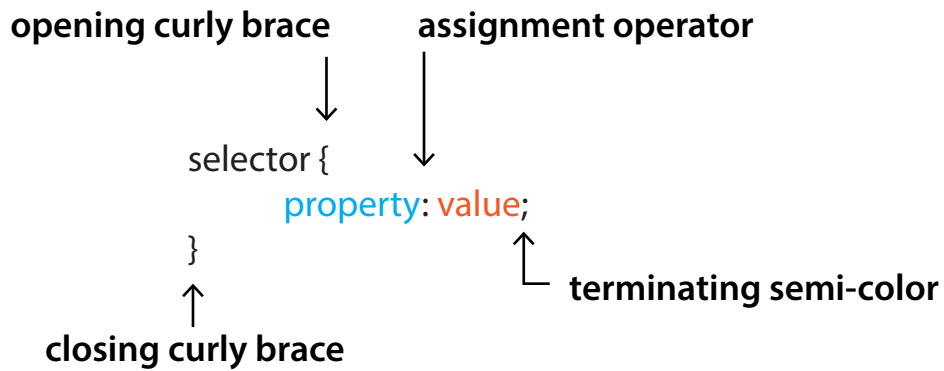 opening curly brace
assignment operator
selector {
property: value;
}
terminating semi-color
closing curly brace